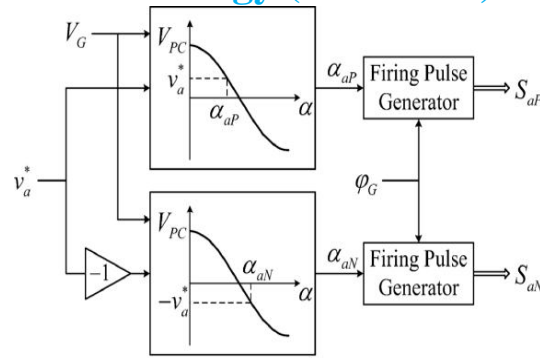 V_G
v_a^*
-1
V_PC
v_a^*
α_aP
α
α_aP
Firing Pulse
Generator
S_aP
φ_G
V_PC
α_aN
α
-v_a^*
α_aN
Firing Pulse
Generator
S_aN